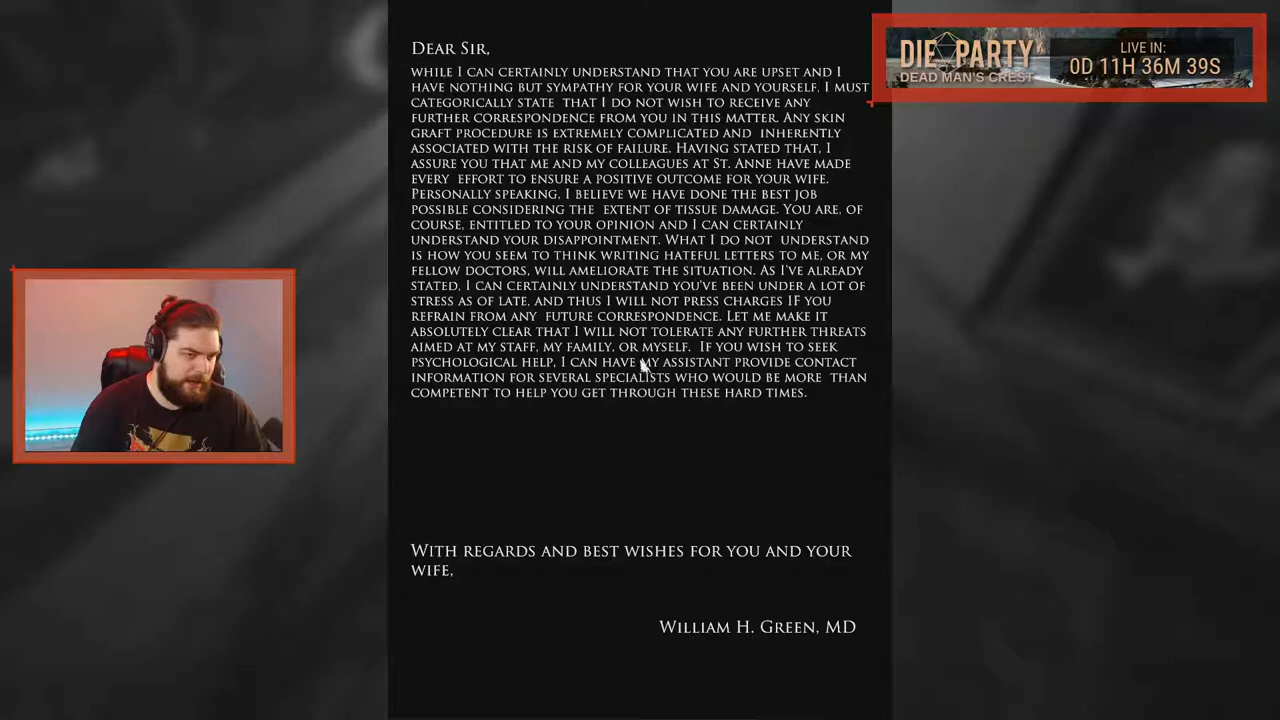 DEAR SIR,
WHILE I CAN CERTAINLY UNDERSTAND THAT YOU ARE UPSET AND I
HAVE NOTHING BUT SYMPATHY FOR YOUR WIFE AND YOURSELF, I MUST
CATEGORICALLY STATE THAT I DO NOT WISH TO RECEIVE ANY
FURTHER CORRESPONDENCE FROM YOU IN THIS MATTER. ANY SKIN
GRAFT PROCEDURE IS EXTREMELY COMPLICATED AND INHERENTLY
ASSOCIATED WITH THE RISK OF FAILURE. HAVING STATED THAT, I
ASSURE YOU THAT ME AND MY COLLEAGUES AT ST. ANNE HAVE MADE
EVERY EFFORT TO ENSURE A POSITIVE OUTCOME FOR YOUR WIFE.
PERSONALLY SPEAKING, I BELIEVE WE HAVE DONE THE BEST JOB
POSSIBLE CONSIDERING THE EXTENT OF TISSUE DAMAGE. YOU ARE, OF
COURSE, ENTITLED TO YOUR OPINION AND I CAN CERTAINLY
UNDERSTAND YOUR DISAPPOINTMENT. WHAT I DO NOT UNDERSTAND
IS HOW YOU SEEM TO THINK WRITING HATEFUL LETTERS TO ME, OR MY
FELLOW DOCTORS, WILL AMELIORATE THE SITUATION. AS I'VE ALREADY
STATED, I CAN CERTAINLY UNDERSTAND YOU'VE BEEN UNDER A LOT OF
STRESS AS OF LATE, AND THUS I WILL NOT PRESS CHARGES IF YOU
REFRAIN FROM ANY FUTURE CORRESPONDENCE. LET ME MAKE IT
ABSOLUTELY CLEAR THAT I WILL NOT TOLERATE ANY FURTHER THREATS
AIMED AT MY STAFF, MY FAMILY, OR MYSELF. IF YOU WISH TO SEEK
PSYCHOLOGICAL HELP, I CAN HAVE MY ASSISTANT PROVIDE CONTACT
INFORMATION FOR SEVERAL SPECIALISTS WHO WOULD BE MORE THAN
COMPETENT TO HELP YOU GET THROUGH THESE HARD TIMES.
WITH REGARDS AND BEST WISHES FOR YOU AND YOUR
WIFE,
WILLIAM H. GREEN, MD
DIE PARTY
DEAD MAN'S CREST
LIVE IN:
0D 11H 36M 39S